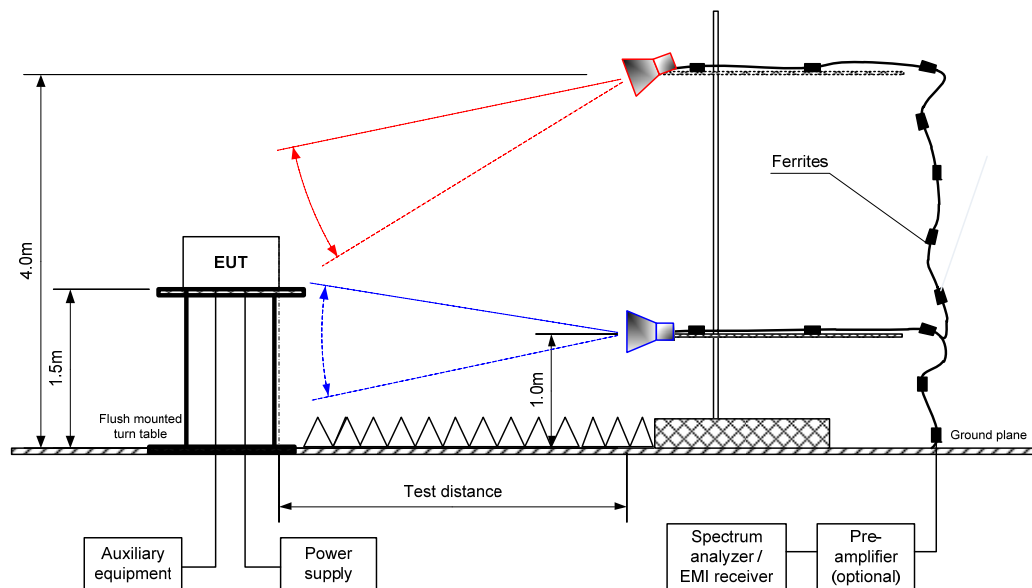 Ferrites
4.0m
EUT
1.5m
1.0m
Flush mounted
turn table
Ground plane
Test distance
Auxiliary
equipment
Power
supply
Spectrum
analyzer /
EMI receiver
Pre-
amplifier
(optional)